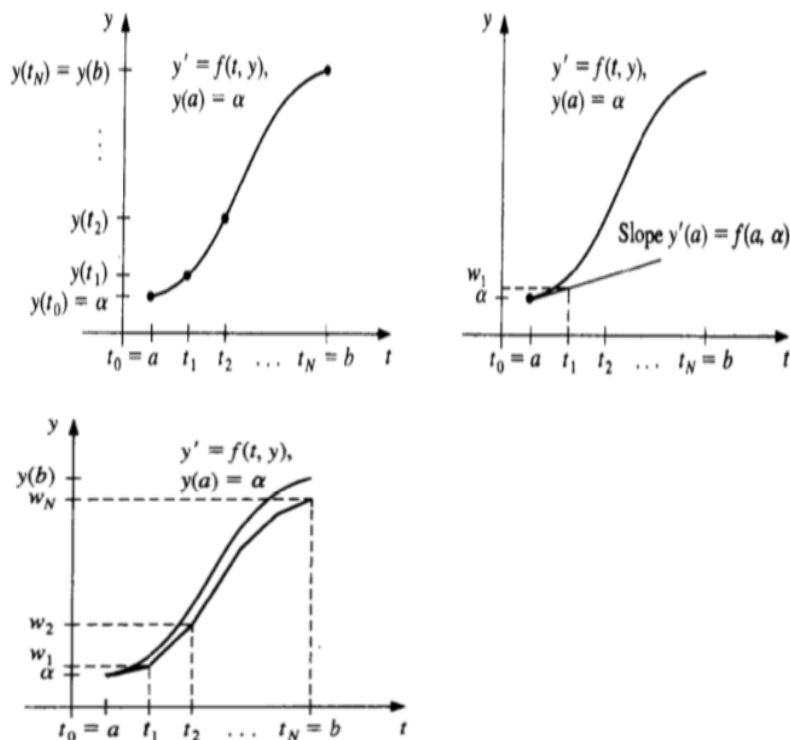 y
y' = f(t, y),
y(a) = α
y(t_N) = y(b)
⋮
y(t_2)
y(t_1)
y(t_0) = α
t_0 = a t_1 t_2 ... t_N = b t
y
y' = f(t, y),
y(a) = α
Slope y'(a) = f(a, α)
w_1
α
t_0 = a t_1 t_2 ... t_N = b t
y
y' = f(t, y),
y(a) = α
y(b)
w_N
w_2
w_1
α
t_0 = a t_1 t_2 ... t_N = b t